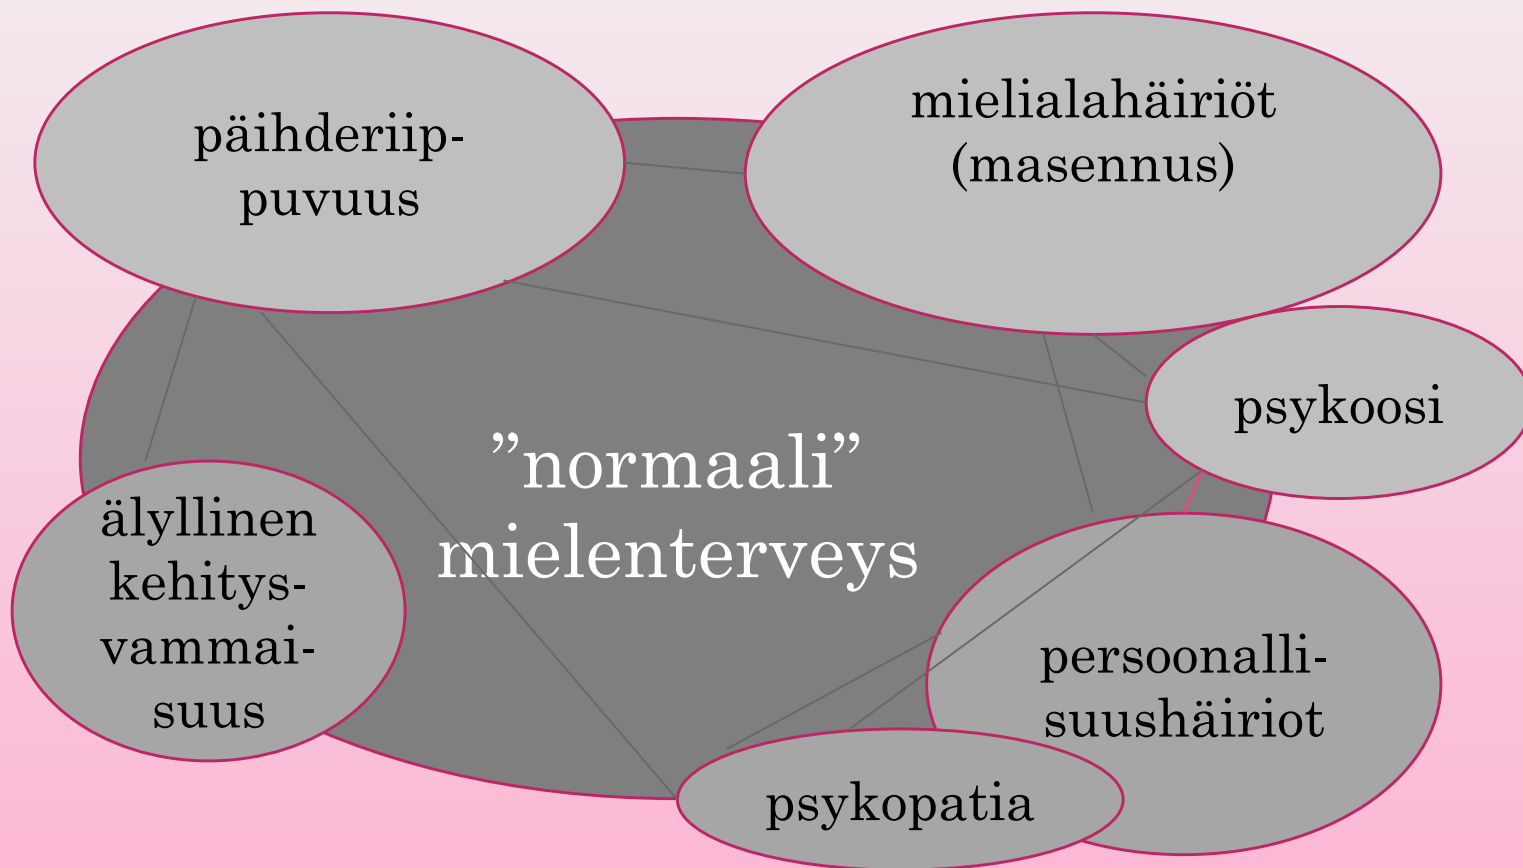 päihderiip-
puvuus
mielialahäiriöt
(masennus)
psykoosi
”normaali”
mielenterveys
älyllinen
kehitys-
vammai-
suus
persoonalli-
suushäiriot
psykopatia